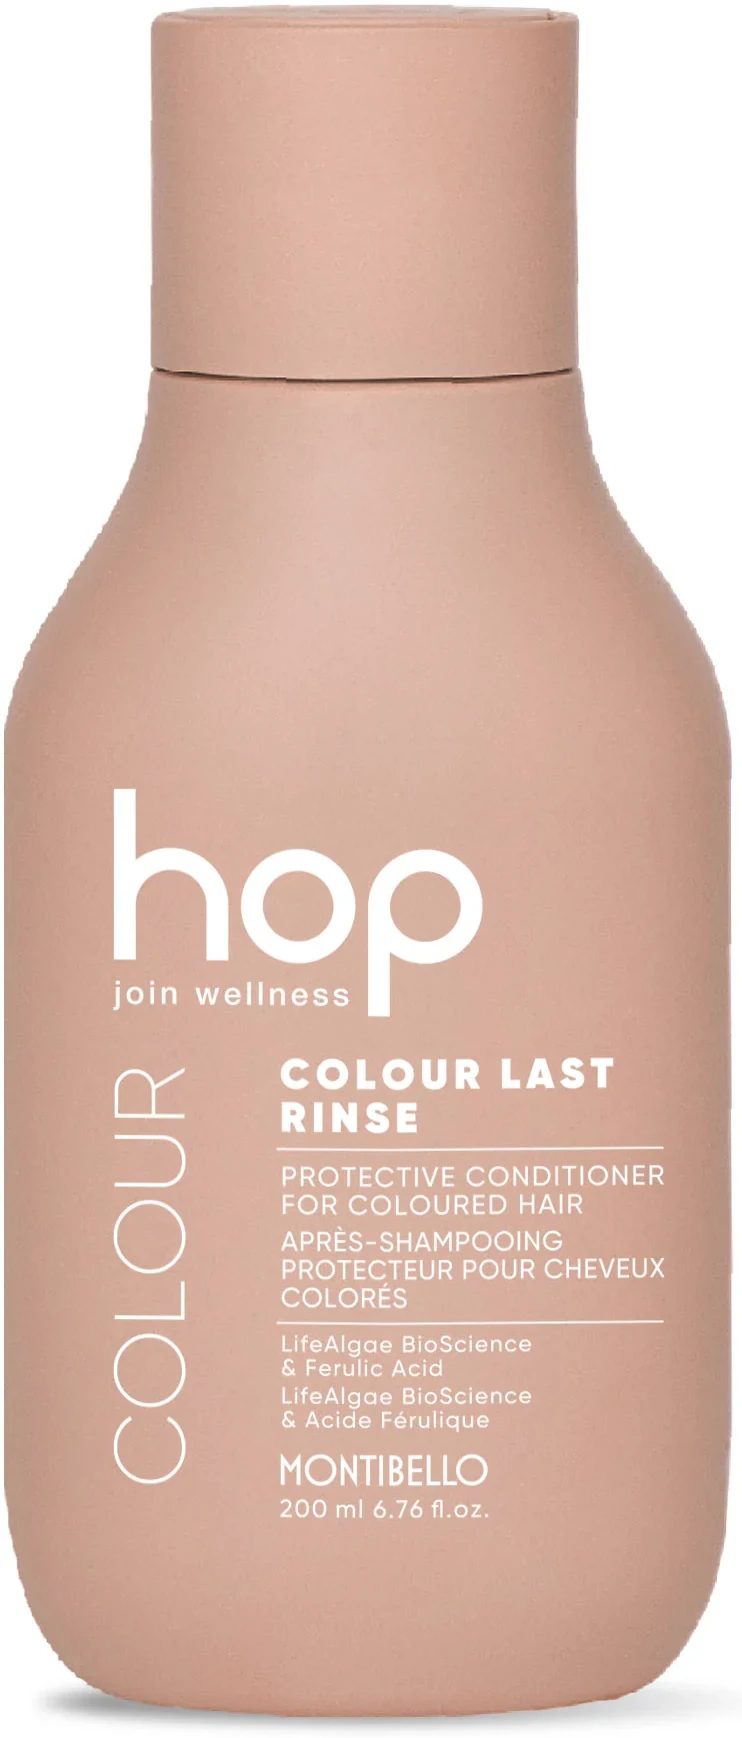 hop
join wellness
COLOUR
COLOUR LAST
RINSE
PROTECTIVE CONDITIONER
FOR COLOURED HAIR
APRÈS-SHAMPOOING
PROTECTEUR POUR CHEVEUX
COLORÉS
LifeAlgae BioScience
& Ferulic Acid
LifeAlgae BioScience
& Acide Férulique
MONTIBELLO
200 ml 6.76 fl.oz.